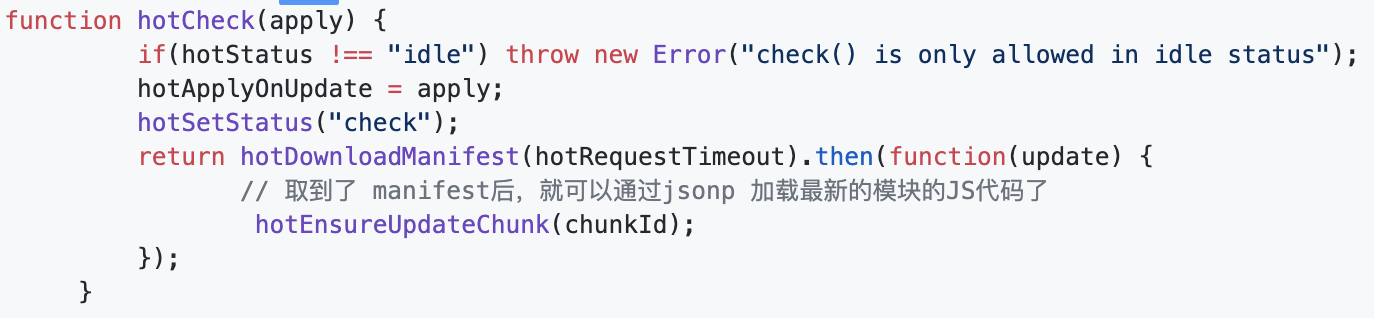 function hotCheck(apply) {
if(hotStatus !== "idle") throw new Error("check() is only allowed in idle status");
hotApplyOnUpdate = apply;
hotSetStatus("check");
return hotDownloadManifest(hotRequestTimeout).then(function(update) {
// 取到了 manifest后，就可以通过jsonp 加载最新的模块的JS代码了
hotEnsureUpdateChunk(chunkId);
});
}